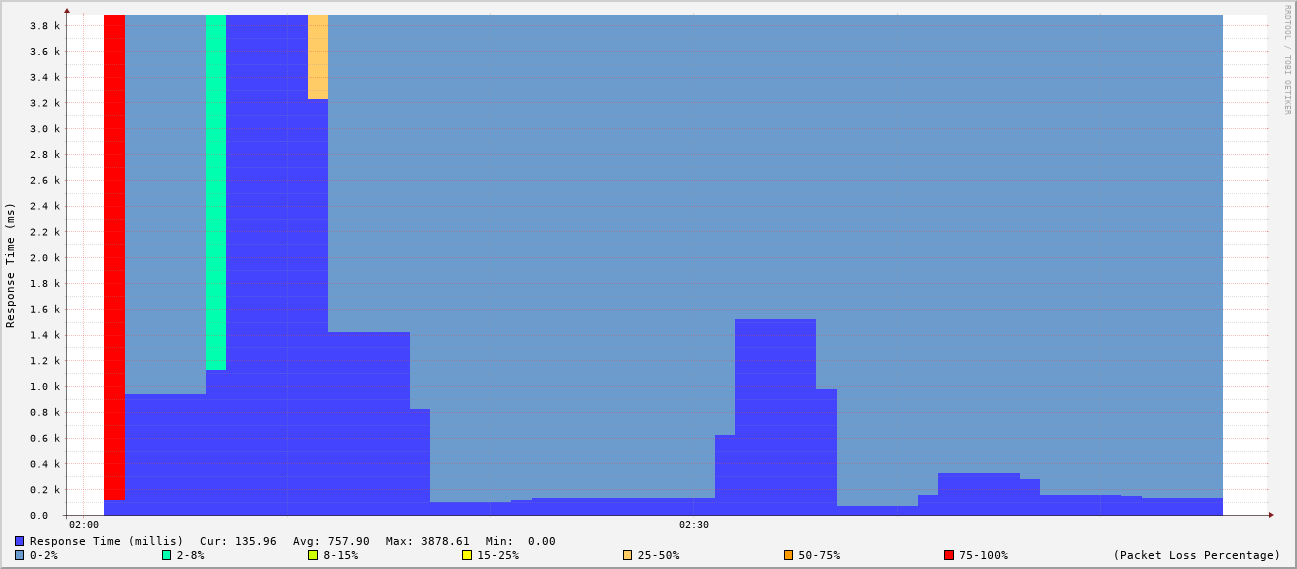 RRDTOOL / TOBI OETIKER
Response Time (ms)
3.8 k
3.6 k
3.4 k
3.2 k
3.0 k
2.8 k
2.6 k
2.4 k
2.2 k
2.0 k
1.8 k
1.6 k
1.4 k
1.2 k
1.0 k
0.8 k
0.6 k
0.4 k
0.2 k
0.0
02:00 02:30
Response Time (millis) Cur: 135.96 Avg: 757.90 Max: 3878.61 Min: 0.00
0-2% 2-8% 8-15% 15-25% 25-50% 50-75% 75-100% (Packet Loss Percentage)